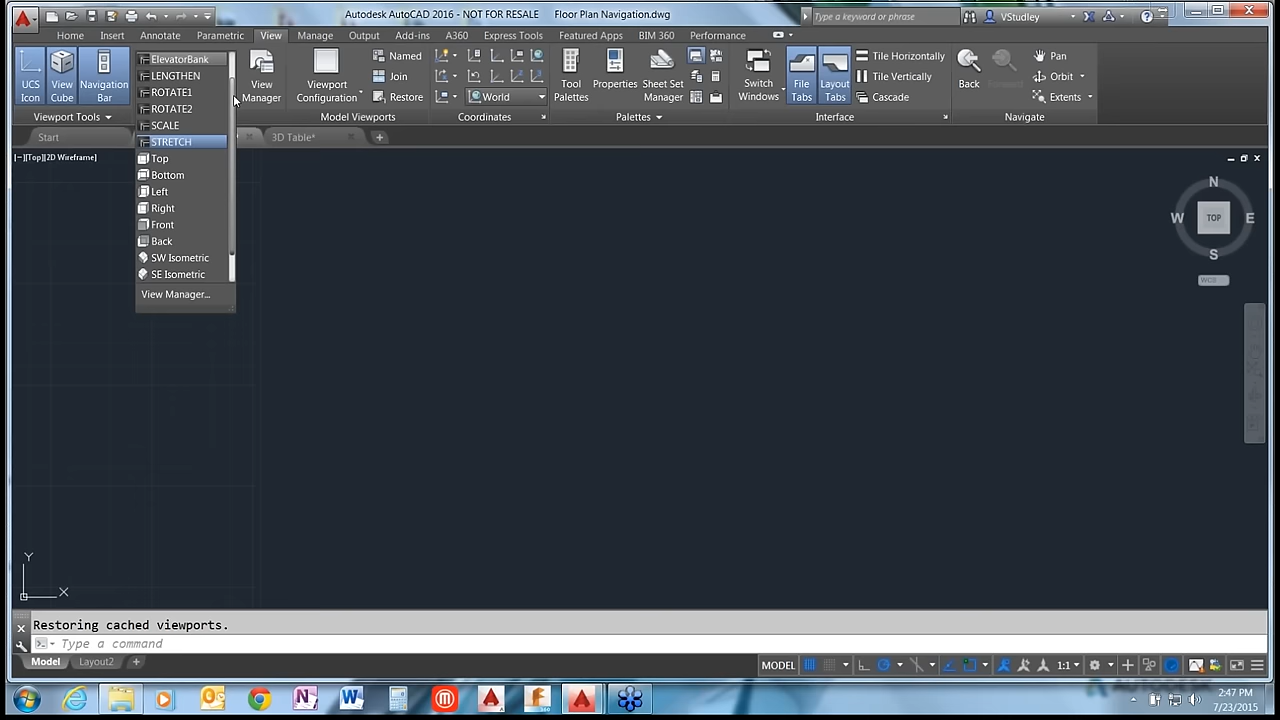 Autodesk AutoCAD 2016 - NOT FOR RESALE Floor Plan Navigation.dwg
Type a keyword or phrase
VStudley
Home Insert Annotate Parametric View Manage Output Add-ins A360 Express Tools Featured Apps BIM 360 Performance
UCS Icon
View Cube
Navigation Bar
Viewport Tools
ElevatorBank
LENGTHEN
ROTATE1
ROTATE2
SCALE
STRETCH
Top
Bottom
Left
Right
Front
Back
SW Isometric
SE Isometric
View Manager...
View Manager
Viewport Configuration
Named
Join
Restore
Model Viewports
World
Coordinates
Tool Palettes
Properties
Sheet Set Manager
Palettes
Switch Windows
File Tabs
Layout Tabs
Tile Horizontally
Tile Vertically
Cascade
Interface
Back
Forward
Pan
Orbit
Extents
Navigate
Start
3D Table*
[−][Top][2D Wireframe]
N
W TOP E
S
WCS
Y
X
Restoring cached viewports.
Type a command
Model Layout2
MODEL
1:1
2:47 PM
7/23/2015